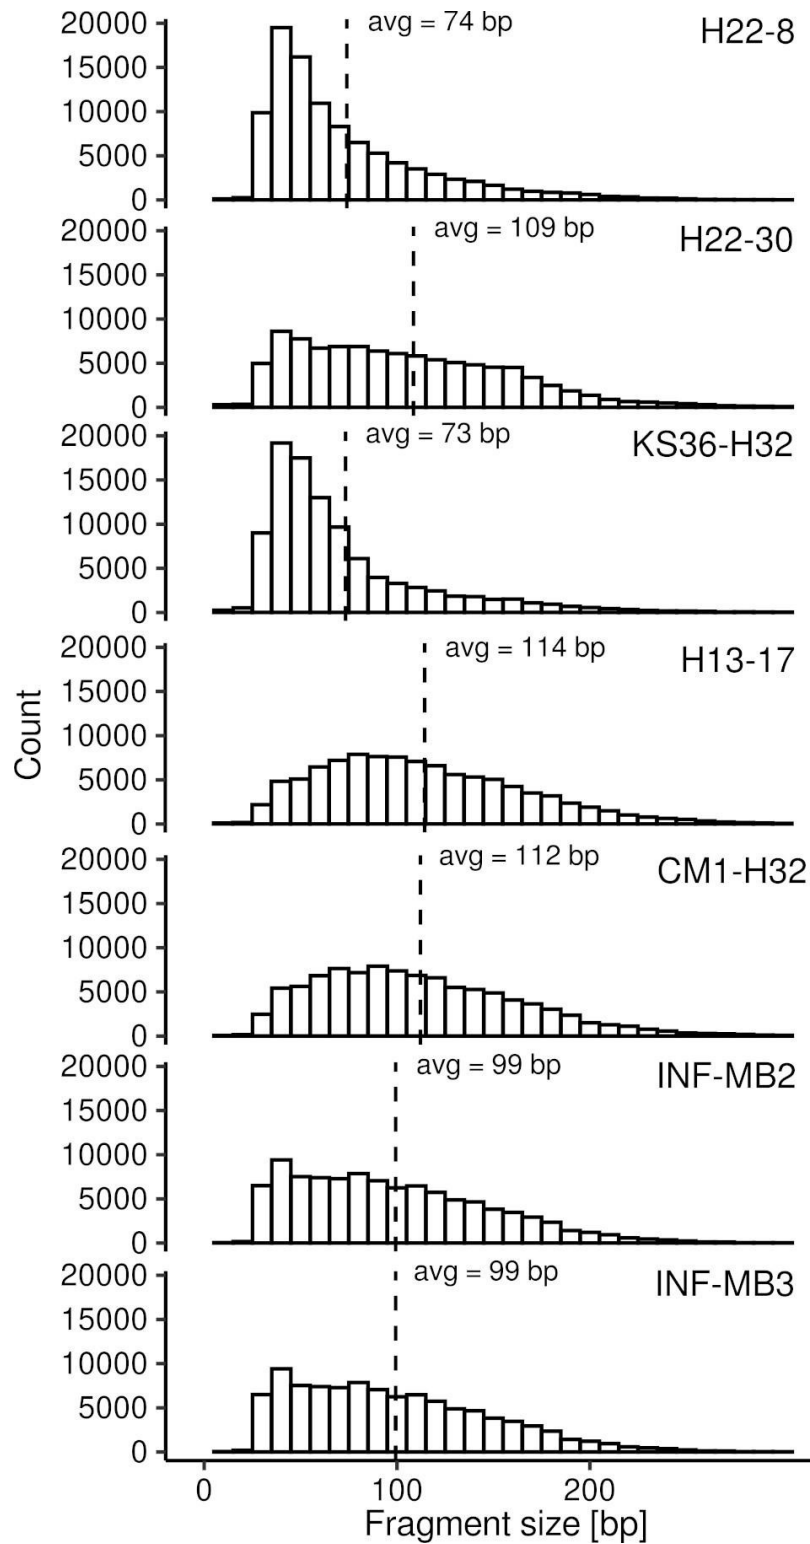 avg = 74 bp
H22-8
20000
15000
10000
5000
0
avg = 109 bp
H22-30
20000
15000
10000
5000
0
avg = 73 bp
KS36-H32
20000
15000
10000
5000
0
avg = 114 bp
H13-17
20000
15000
10000
5000
0
avg = 112 bp
CM1-H32
20000
15000
10000
5000
0
avg = 99 bp
INF-MB2
20000
15000
10000
5000
0
avg = 99 bp
INF-MB3
20000
15000
10000
5000
0
Count
0 100 200
Fragment size [bp]